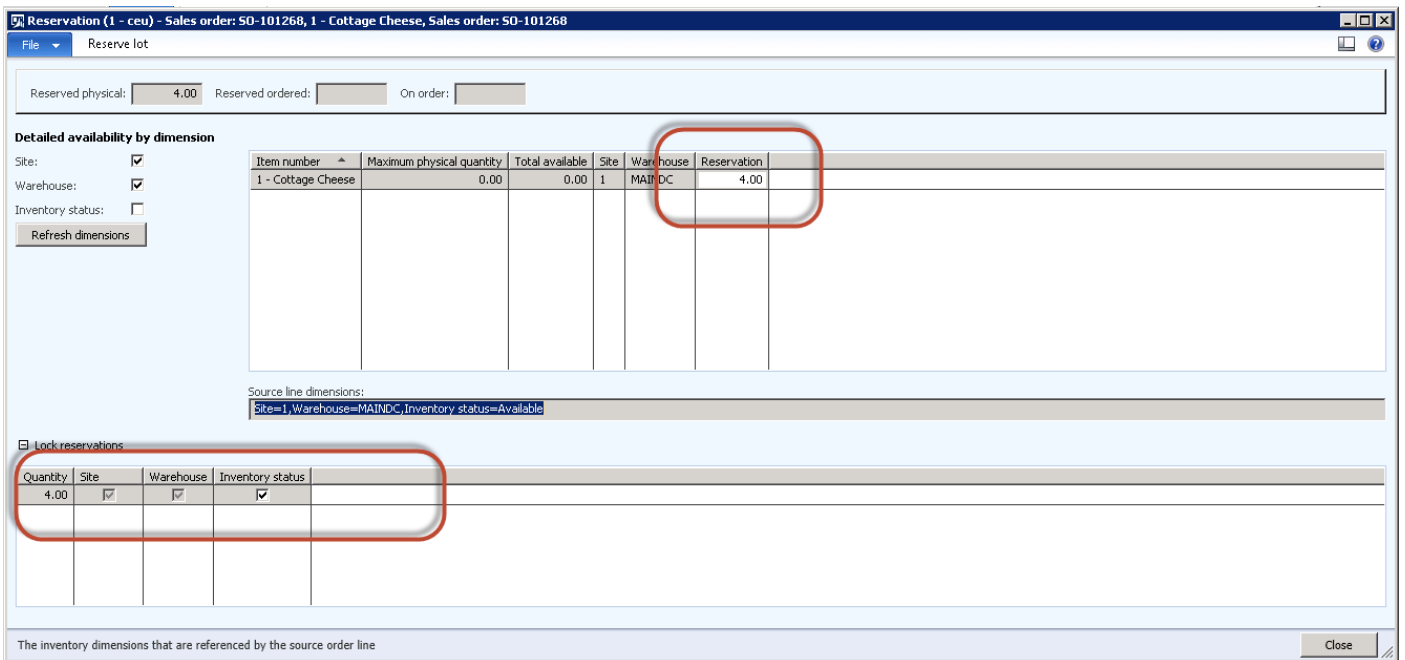 Reservation (1 - ceu) - Sales order: SO-101268, 1 - Cottage Cheese, Sales order: SO-101268
File Reserve lot
Reserved physical: 4.00 Reserved ordered: On order:
Detailed availability by dimension
Site:
Warehouse:
Inventory status:
Refresh dimensions
Item number Maximum physical quantity Total available Site Warehouse Reservation
1 - Cottage Cheese 0.00 0.00 1 MAINDC 4.00
Source line dimensions:
Site=1,Warehouse=MAINDC,Inventory status=Available
Lock reservations
Quantity Site Warehouse Inventory status
4.00
The inventory dimensions that are referenced by the source order line
Close